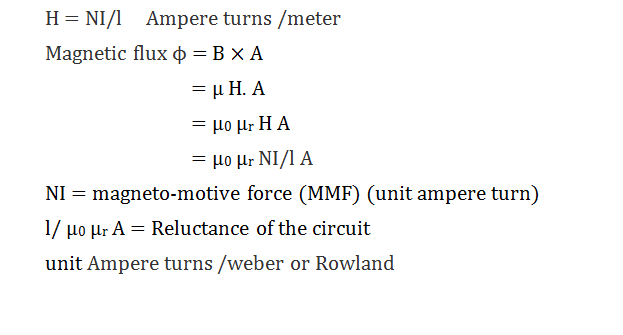 H = NI/l Ampere turns /meter
Magnetic flux ϕ = B × A
= μ H. A
= μ0 μr H A
= μ0 μr NI/l A
NI = magneto-motive force (MMF) (unit ampere turn)
l/ μ0 μr A = Reluctance of the circuit
unit Ampere turns /weber or Rowland